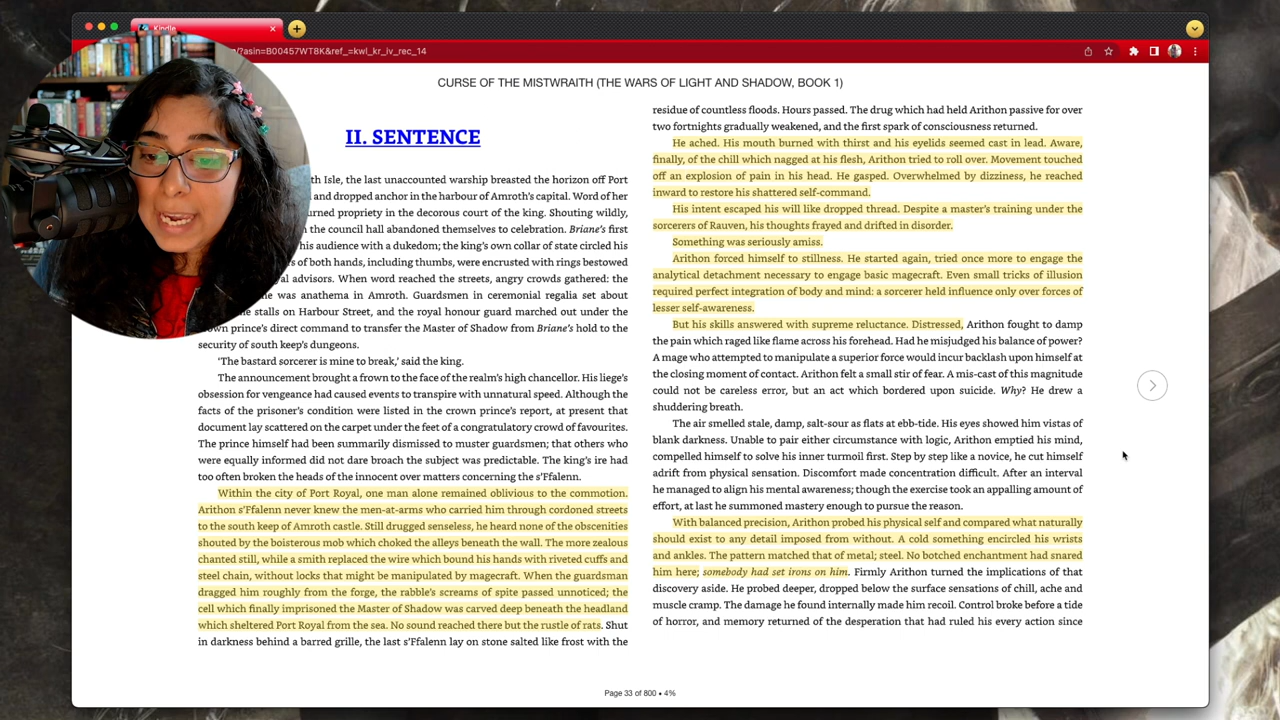 Kindle
?asin=B00457WT8K&ref_=kwl_kr_iv_rec_14
CURSE OF THE MISTWRAITH (THE WARS OF LIGHT AND SHADOW, BOOK 1)
II. SENTENCE
th Isle, the last unaccounted warship breasted the horizon off Port
and dropped anchor in the harbour of Amroth's capital. Word of her
urned propriety in the decorous court of the king. Shouting wildly,
the council hall abandoned themselves to celebration. Briane's first
his audience with a dukedom; the king's own collar of state circled his
s of both hands, including thumbs, were encrusted with rings bestowed
al advisors. When word reached the streets, angry crowds gathered: the
e was anathema in Amroth. Guardsmen in ceremonial regalia set about
stalls on Harbour Street, and the royal honour guard marched out under the
own prince's direct command to transfer the Master of Shadow from Briane's hold to the
security of south keep's dungeons.
'The bastard sorcerer is mine to break,' said the king.
The announcement brought a frown to the face of the realm's high chancellor. His liege's
obsession for vengeance had caused events to transpire with unnatural speed. Although the
facts of the prisoner's condition were listed in the crown prince's report, at present that
document lay scattered on the carpet under the feet of a congratulatory crowd of favourites.
The prince himself had been summarily dismissed to muster guardsmen; that others who
were equally informed did not dare broach the subject was predictable. The king's ire had
too often broken the heads of the innocent over matters concerning the s'Ffalenn.
Within the city of Port Royal, one man alone remained oblivious to the commotion.
Arithon s'Ffalenn never knew the men-at-arms who carried him through cordoned streets
to the south keep of Amroth castle. Still drugged senseless, he heard none of the obscenities
shouted by the boisterous mob which choked the alleys beneath the wall. The more zealous
chanted still, while a smith replaced the wire which bound his hands with riveted cuffs and
steel chain, without locks that might be manipulated by magecraft. When the guardsman
dragged him roughly from the forge, the rabble's screams of spite passed unnoticed; the
cell which finally imprisoned the Master of Shadow was carved deep beneath the headland
which sheltered Port Royal from the sea. No sound reached there but the rustle of rats. Shut
in darkness behind a barred grille, the last s'Ffalenn lay on stone salted like frost with the
residue of countless floods. Hours passed. The drug which had held Arithon passive for over
two fortnights gradually weakened, and the first spark of consciousness returned.
He ached. His mouth burned with thirst and his eyelids seemed cast in lead. Aware,
finally, of the chill which nagged at his flesh, Arithon tried to roll over. Movement touched
off an explosion of pain in his head. He gasped. Overwhelmed by dizziness, he reached
inward to restore his shattered self-command.
His intent escaped his will like dropped thread. Despite a master's training under the
sorcerers of Rauven, his thoughts frayed and drifted in disorder.
Something was seriously amiss.
Arithon forced himself to stillness. He started again, tried once more to engage the
analytical detachment necessary to engage basic magecraft. Even small tricks of illusion
required perfect integration of body and mind: a sorcerer held influence only over forces of
lesser self-awareness.
But his skills answered with supreme reluctance. Distressed, Arithon fought to damp
the pain which raged like flame across his forehead. Had he misjudged his balance of power?
A mage who attempted to manipulate a superior force would incur backlash upon himself at
the closing moment of contact. Arithon felt a small stir of fear. A mis-cast of this magnitude
could not be careless error, but an act which bordered upon suicide. Why? He drew a
shuddering breath.
The air smelled stale, damp, salt-sour as flats at ebb-tide. His eyes showed him vistas of
blank darkness. Unable to pair either circumstance with logic, Arithon emptied his mind,
compelled himself to solve his inner turmoil first. Step by step like a novice, he cut himself
adrift from physical sensation. Discomfort made concentration difficult. After an interval
he managed to align his mental awareness; though the exercise took an appalling amount of
effort, at last he summoned mastery enough to pursue the reason.
With balanced precision, Arithon probed his physical self and compared what naturally
should exist to any detail imposed from without. A cold something encircled his wrists
and ankles. The pattern matched that of metal; steel. No botched enchantment had snared
him here; somebody had set irons on him. Firmly Arithon turned the implications of that
discovery aside. He probed deeper, dropped below the surface sensations of chill, ache and
muscle cramp. The damage he found internally made him recoil. Control broke before a tide
of horror, and memory returned of the desperation that had ruled his every action since
Page 33 of 800 • 4%